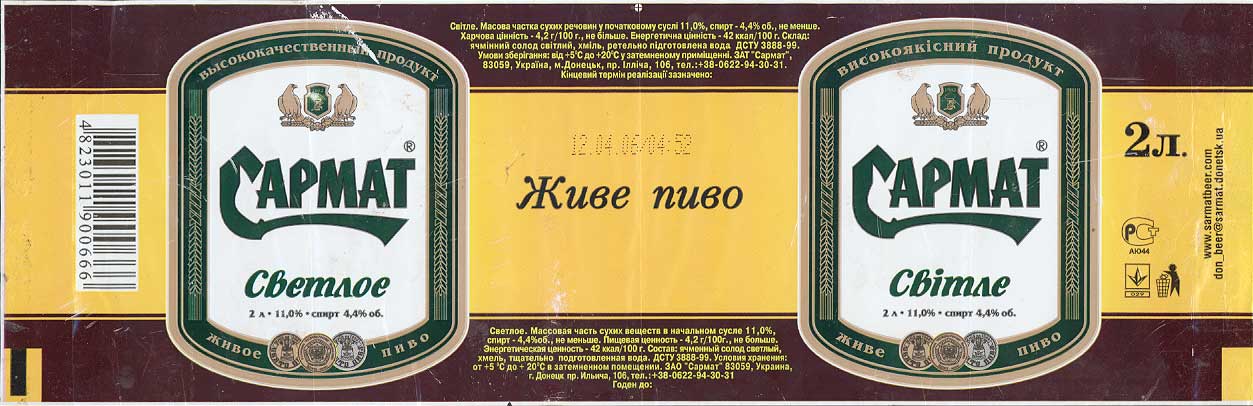 Світле. Масова частка сухих речовин у початковому суслі 11,0%, спирт - 4,4% об., не менше.
Харчова цінність - 4,2 г/100 г., не більше. Енергетична цінність - 42 ккал/100 г. Склад:
ячмінний солод світлий, хміль, ретельно підготовлена вода ДСТУ 3888-99.
Умови зберігання: від +5°С до +20°С у затемненому приміщенні. ЗАТ "Сармат",
83059, Україна, м.Донецьк, пр. Ілліча, 106, тел.:+38-0622-94-30-31.
Кінцевий термін реалізації зазначено:
4823011900666
высококачественный продукт
САРМАТ®
Светлое
2 л • 11,0% • спирт 4,4% об.
живое пиво
12.04.06/04:52
Живе пиво
високоякісний продукт
САРМАТ®
Світле
2 л • 11,0% • спирт 4,4% об.
живе пиво
2л.
АЮ44
029
www.sarmatbeer.com
don_beer@sarmat.donetsk.ua
Светлое. Массовая часть сухих веществ в начальном сусле 11,0%,
спирт - 4,4%об., не меньше. Пищевая ценность - 4,2 г/100г., не больше.
Энергетическая ценность - 42 ккал/100 г. Состав: ячменный солод светлый,
хмель, тщательно подготовленная вода. ДСТУ 3888-99. Условия хранения:
от +5 °С до + 20°С в затемненном помещении. ЗАО "Сармат" 83059, Украина,
г. Донецк пр. Ильича, 106, тел.:+38-0622-94-30-31
Годен до: